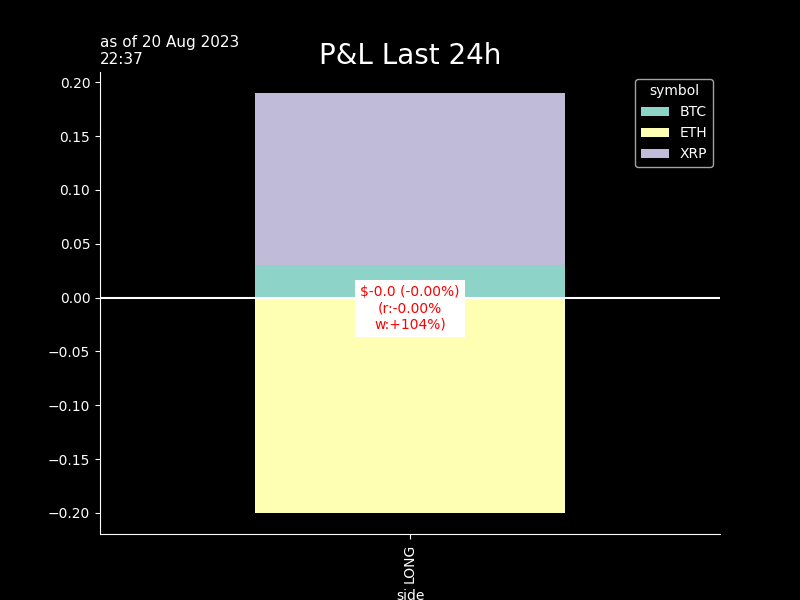 as of 20 Aug 2023
22:37
P&L Last 24h
symbol
BTC
ETH
XRP
0.20
0.15
0.10
0.05
0.00
−0.05
−0.10
−0.15
−0.20
$-0.0 (-0.00%)
(r:-0.00%
w:+104%)
LONG
side